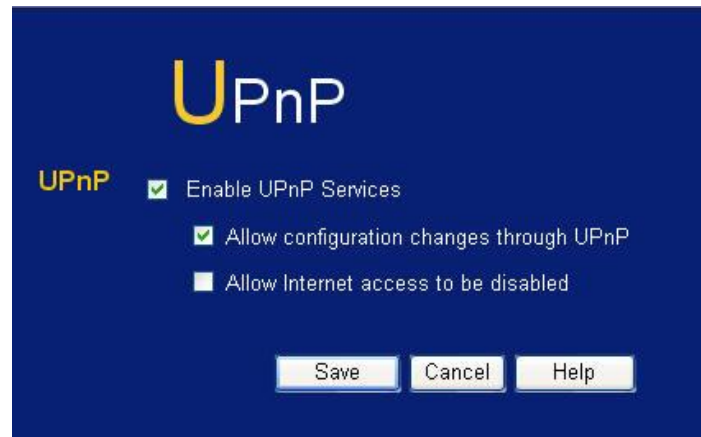 UPnP
UPnP
Enable UPnP Services
Allow configuration changes through UPnP
Allow Internet access to be disabled
Save Cancel Help